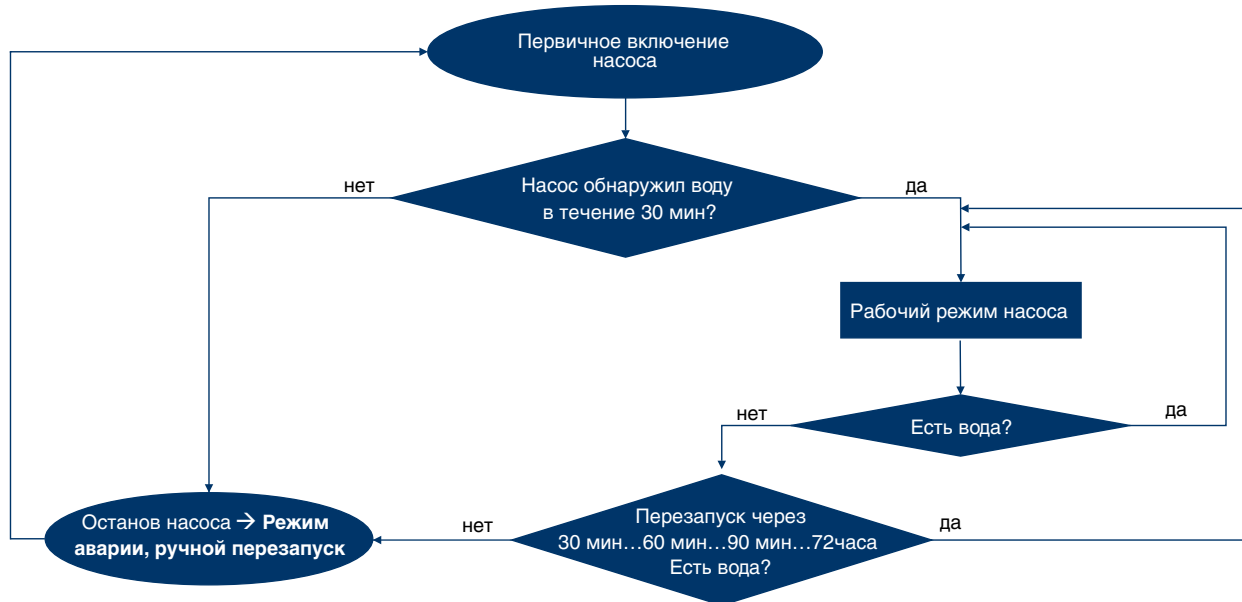 Первичное включение
насоса
Насос обнаружил воду
в течение 30 мин?
нет
да
Рабочий режим насоса
Есть вода?
нет
да
Перезапуск через
30 мин...60 мин...90 мин...72часа
Есть вода?
нет
да
Останов насоса → Режим
аварии, ручной перезапуск